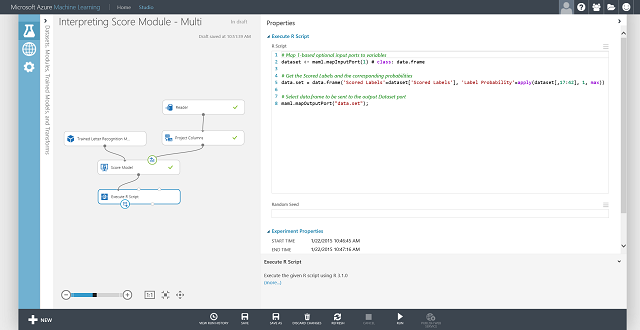 Microsoft Azure Machine Learning
Home
Studio
Datasets, Modules, Trained Models, and Transforms
Interpreting Score Module - Multi
In draft
Draft saved at 10:53:39 AM
Reader
Trained Letter Recognition M...
Project Columns
Score Model
Execute R Script
1:1
Properties
Execute R Script
R Script
1 # Map 1-based optional input ports to variables
2 dataset <- maml.mapInputPort(1) # class: data.frame
3
4 # Get the Scored Labels and the corrsponding probabilities
5 data.set = data.frame('Scored Labels'=dataset['Scored Labels'], 'Label Probability'=apply(dataset[,17:42], 1, max))
6
7 # Select data frame to be sent to the output Dataset port
8 maml.mapOutputPort("data.set");
Random Seed
Experiment Properties
START TIME 1/22/2015 10:46:45 AM
END TIME 1/22/2015 10:47:16 AM
Execute R Script
Execute the given R script using R 3.1.0
(more...)
NEW
VIEW RUN HISTORY
SAVE
SAVE AS
DISCARD CHANGES
REFRESH
CANCEL
RUN